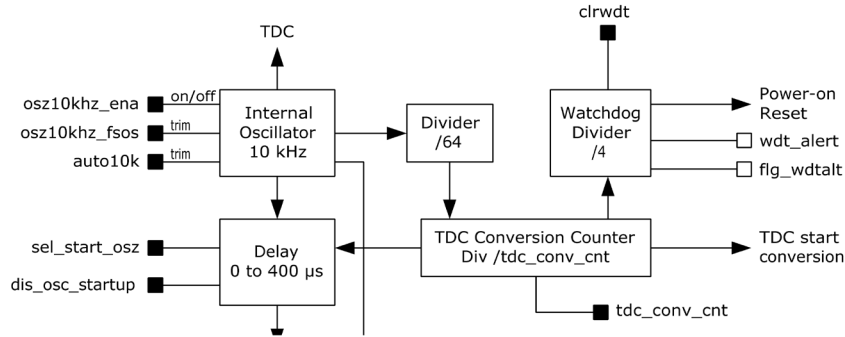 clrwdt
TDC
osz10khz_ena
on/off
osz10khz_fsos
trim
auto10k
trim
Internal
Oscillator
10 kHz
Divider
/64
Watchdog
Divider
/4
Power-on
Reset
wdt_alert
flg_wdtalt
sel_start_osz
dis_osc_startup
Delay
0 to 400 µs
TDC Conversion Counter
Div /tdc_conv_cnt
TDC start
conversion
tdc_conv_cnt